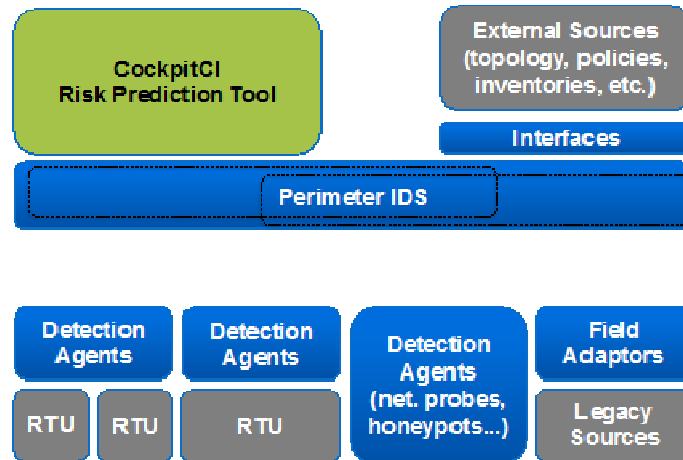 CockpitCI
Risk Prediction Tool
External Sources
(topology, policies,
inventories, etc.)
Interfaces
Perimeter IDS
Detection
Agents
Detection
Agents
Detection
Agents
(net. probes,
honeypots...)
Field
Adaptors
RTU
RTU
RTU
Legacy
Sources